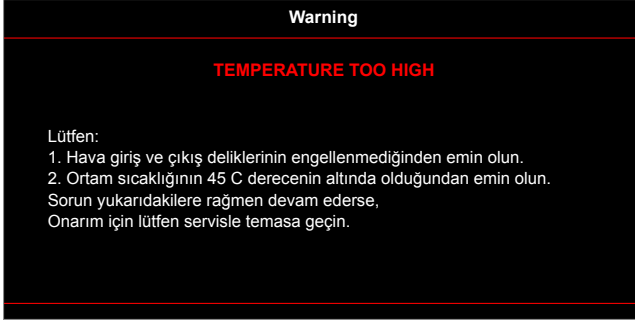 Warning
TEMPERATURE TOO HIGH
Lütfen:
1. Hava giriş ve çıkış deliklerinin engellenmediğinden emin olun.
2. Ortam sıcaklığının 45 C derecenin altında olduğundan emin olun.
Sorun yukarıdakilere rağmen devam ederse,
Onarım için lütfen servisle temasa geçin.